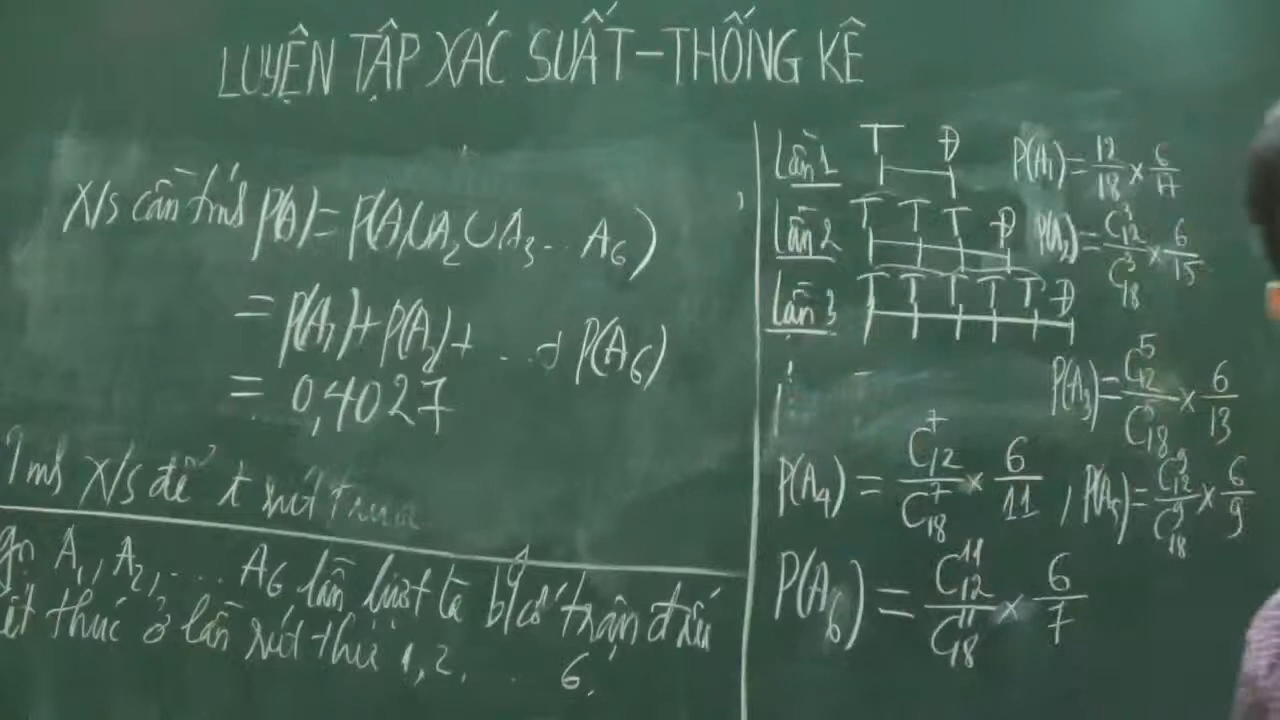 LUYỆN TẬP XÁC SUẤT-THỐNG KÊ
X/s cần tính P(A) = P(A₁∪A₂∪A₃... A₆)
= P(A₁)+P(A₂)+ ... + P(A₆)
= 0,4027
X/s để t rút
A₁, A₂, ... A₆ lần lượt là b/cố trận đấu
thúc ở lần rút thứ 1, 2, ... 6.
Lần 1 T Đ P(A₁) = 12/18 × 6/17
Lần 2 T T T Đ P(A₂) = C³₁₂/C³₁₈ × 6/15
Lần 3 T T T T T Đ
P(A₃) = C⁵₁₂/C⁵₁₈ × 6/13
P(A₄) = C⁷₁₂/C⁷₁₈ × 6/11 , P(A₅) = C⁹₁₂/C⁹₁₈ × 6/9
P(A₆) = C¹¹₁₂/C¹¹₁₈ × 6/7